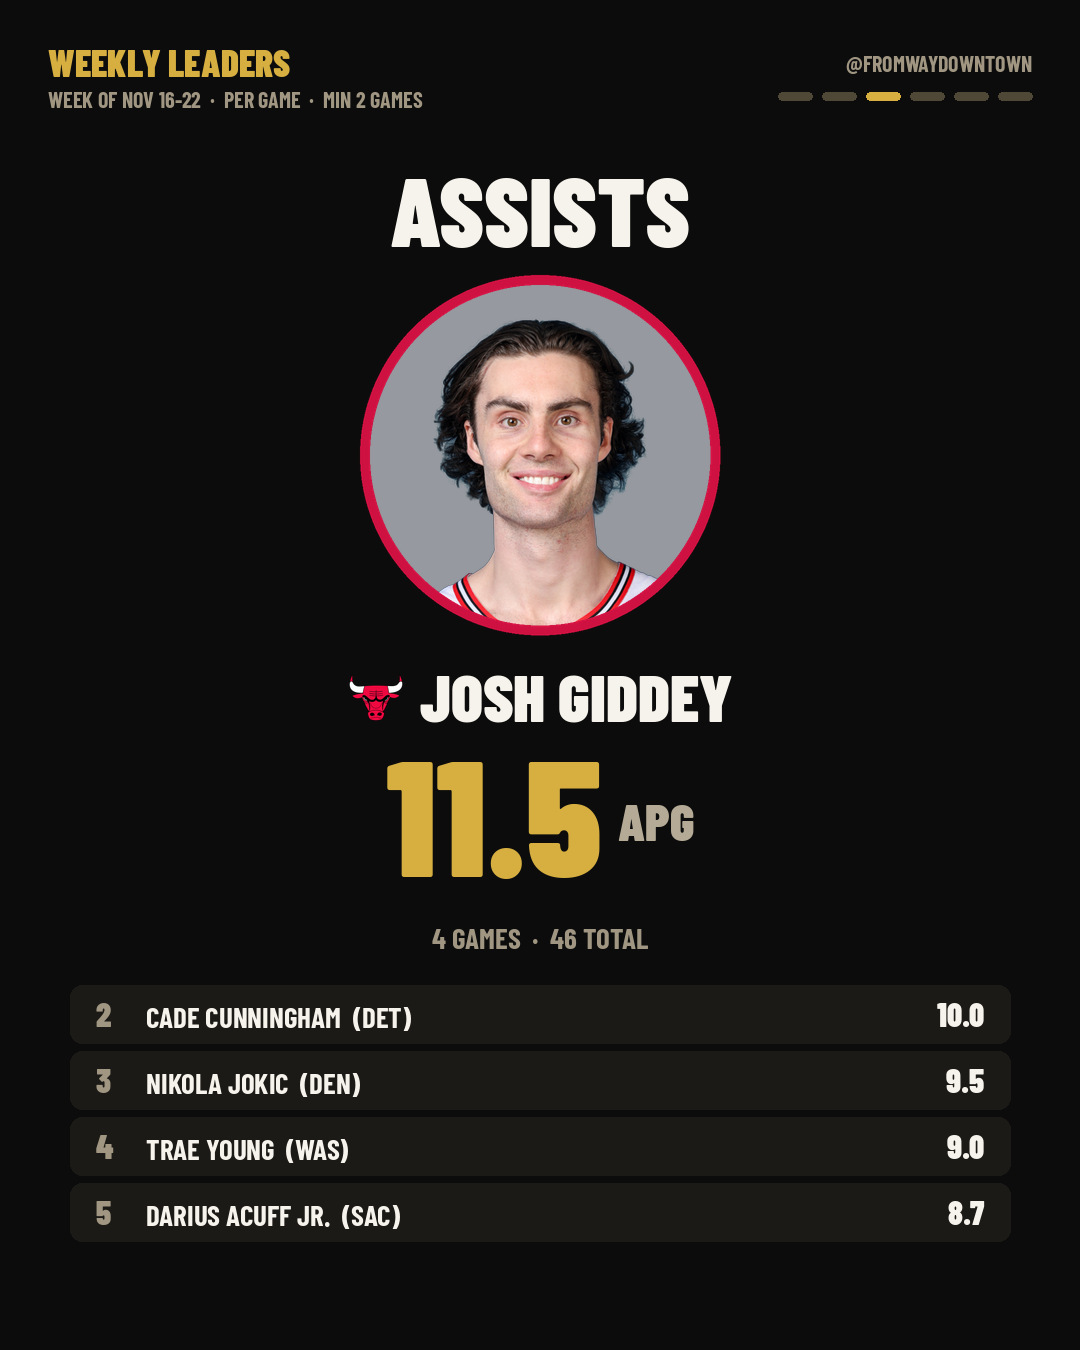 WEEKLY LEADERS
@FROMWAYDOWNTOWN
WEEK OF NOV 16-22 · PER GAME · MIN 2 GAMES
ASSISTS
JOSH GIDDEY
11.5 APG
4 GAMES · 46 TOTAL
2 CADE CUNNINGHAM (DET) 10.0
3 NIKOLA JOKIC (DEN) 9.5
4 TRAE YOUNG (WAS) 9.0
5 DARIUS ACUFF JR. (SAC) 8.7